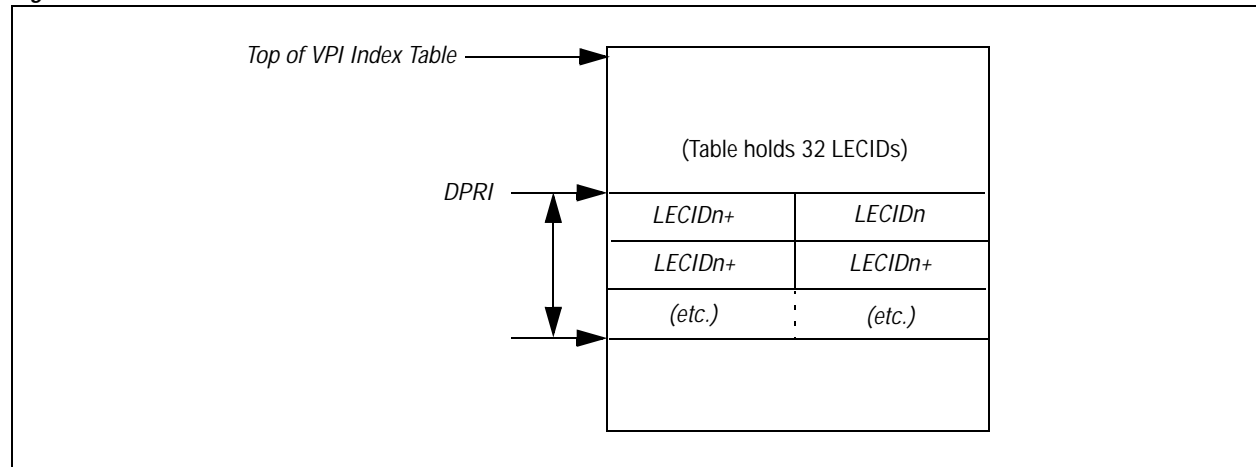 Top of VPI Index Table
(Table holds 32 LECIDs)
DPRI
LECIDn+ LECIDn
LECIDn+ LECIDn+
(etc.) (etc.)